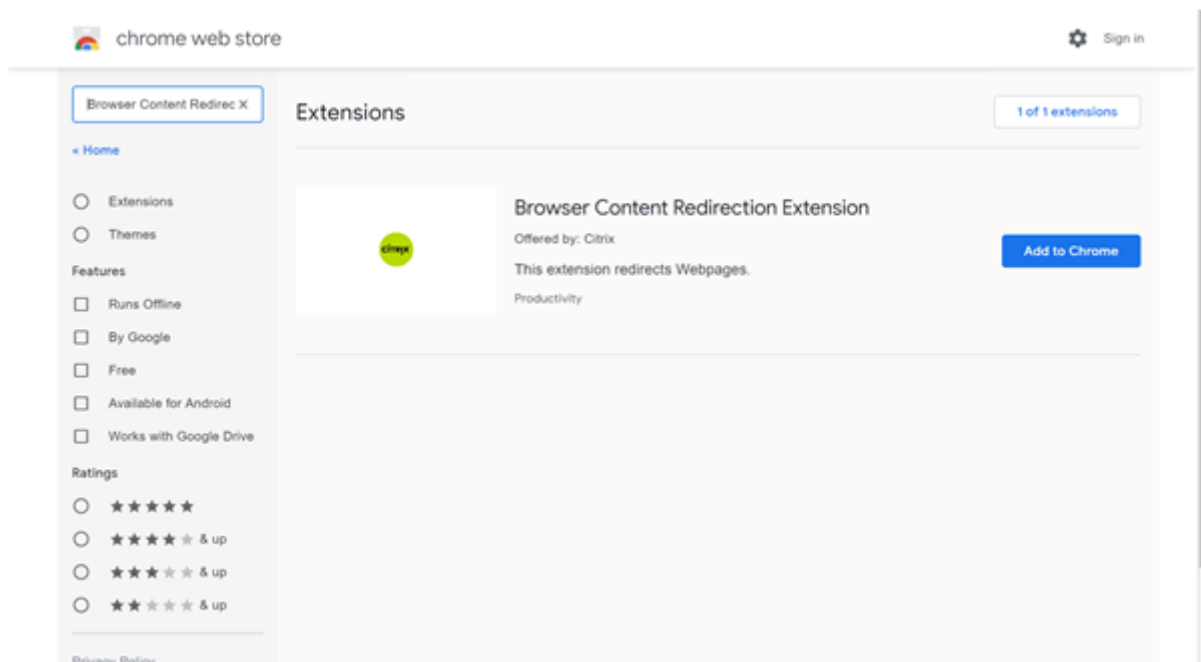 chrome web store
Sign in
Browser Content Redirec
« Home
Extensions
Themes
Features
Runs Offline
By Google
Free
Available for Android
Works with Google Drive
Ratings
& up
& up
& up
Privacy Policy
Extensions
1 of 1 extensions
citrix
Browser Content Redirection Extension
Offered by: Citrix
This extension redirects Webpages.
Productivity
Add to Chrome